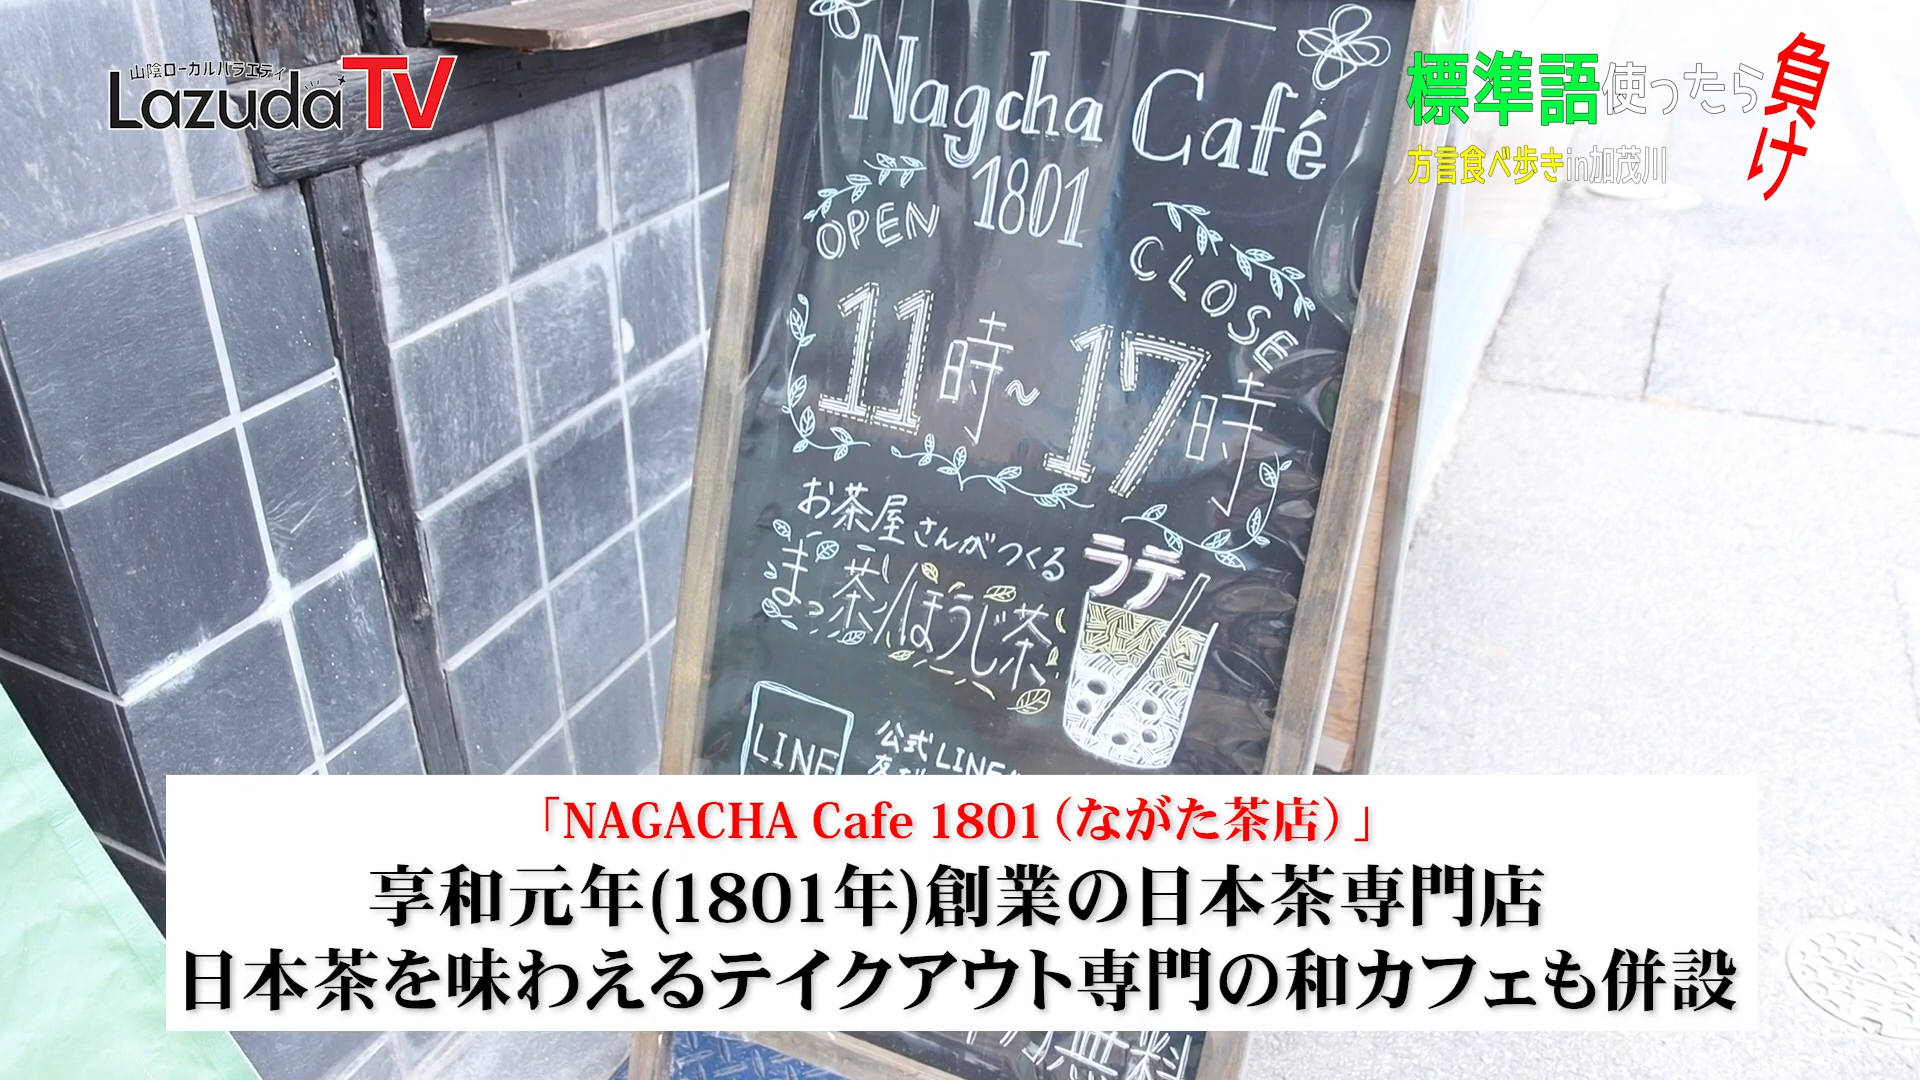 山陰ローカルバラエティ
Lazuda TV
標準語使ったら負け
方言食べ歩きin加茂川
Nagcha Café
1801
OPEN
CLOSE
11時~17時
お茶屋さんがつくる
まっ茶/ほうじ茶
ラテ
LINE
公式LINE
「NAGACHA Cafe 1801（ながた茶店）」
享和元年(1801年)創業の日本茶専門店
日本茶を味わえるテイクアウト専門の和カフェも併設
無料